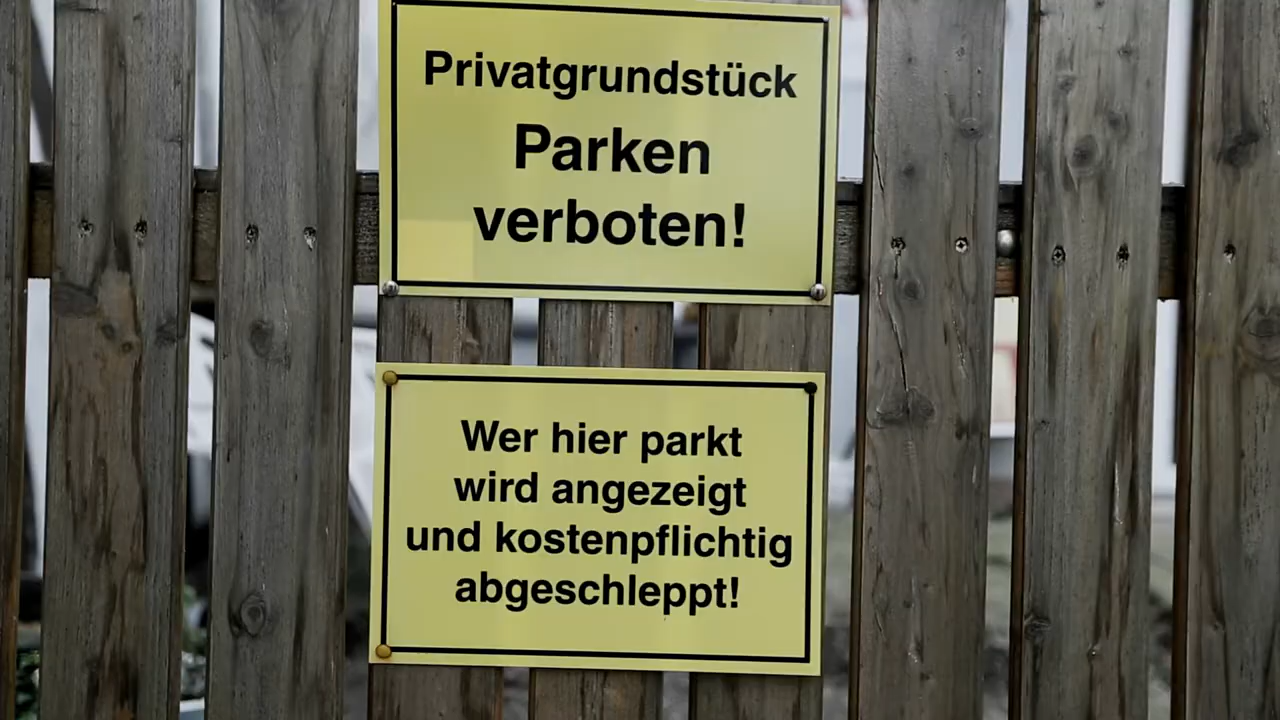 Privatgrundstück
Parken
verboten!
Wer hier parkt
wird angezeigt
und kostenpflichtig
abgeschleppt!